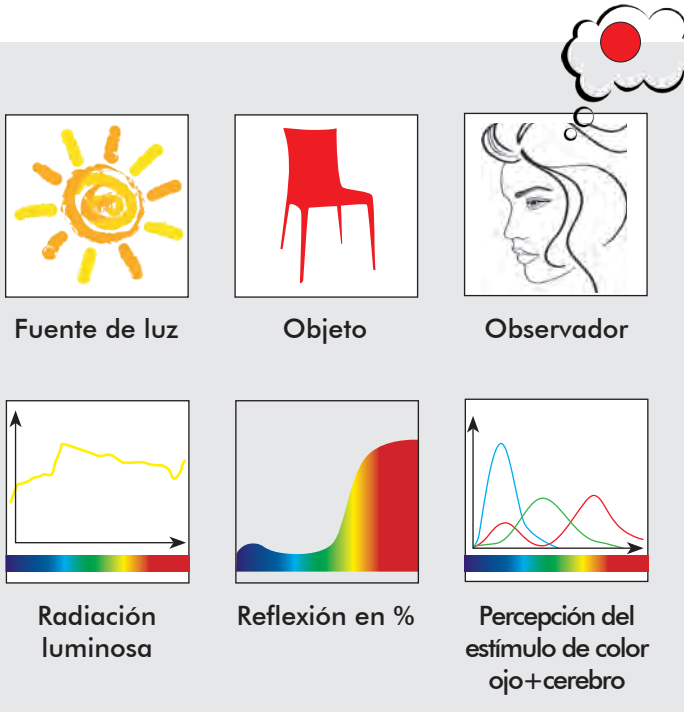 Fuente de luz
Objeto
Observador
Radiación
luminosa
Reflexión en %
Percepción del
estímulo de color
ojo+cerebro